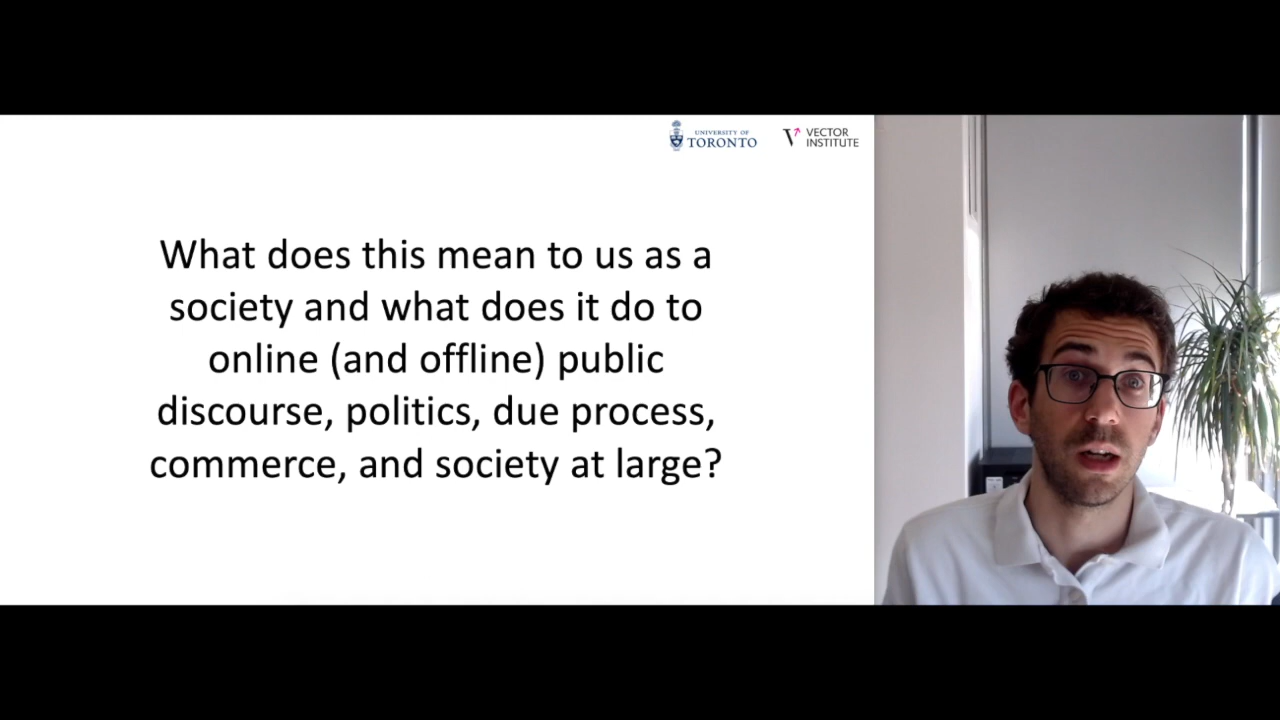 UNIVERSITY OF
TORONTO
VECTOR
INSTITUTE
What does this mean to us as a
society and what does it do to
online (and offline) public
discourse, politics, due process,
commerce, and society at large?